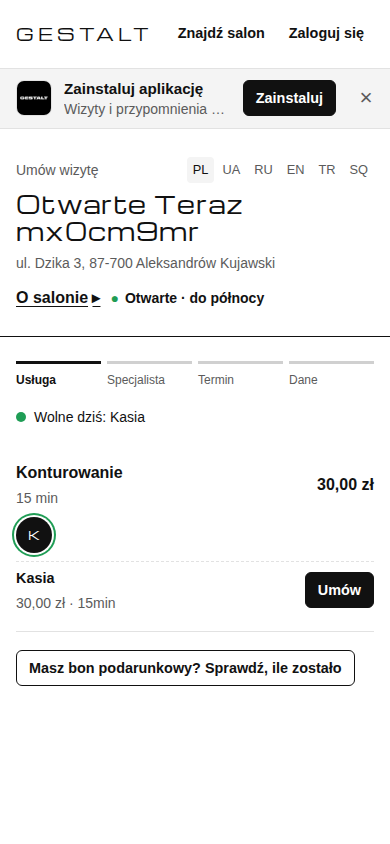 GESTALT
Znajdź salon
Zaloguj się
GESTALT
Zainstaluj aplikację
Wizyty i przypomnienia …
Zainstaluj
×
Umów wizytę
PL UA RU EN TR SQ
Otwarte Teraz
mx0cm9mr
ul. Dzika 3, 87-700 Aleksandrów Kujawski
O salonie ▸
Otwarte · do północy
Usługa
Specjalista
Termin
Dane
Wolne dziś: Kasia
Konturowanie
30,00 zł
15 min
K
Kasia
30,00 zł · 15min
Umów
Masz bon podarunkowy? Sprawdź, ile zostało